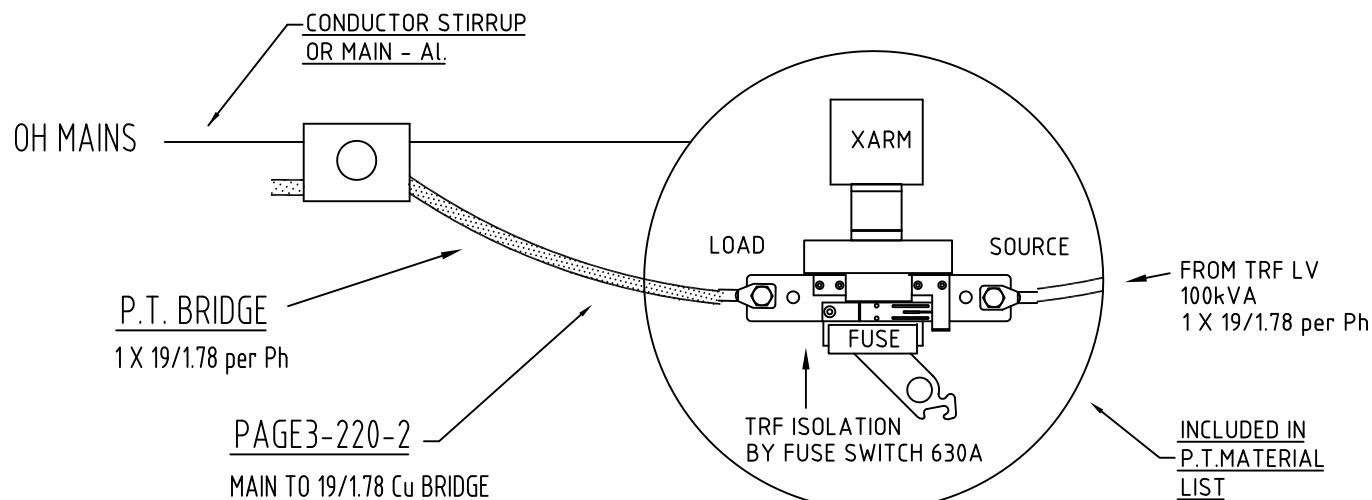 CONDUCTOR STIRRUP
OR MAIN - Al.
OH MAINS
XARM
LOAD
SOURCE
FROM TRF LV
100kVA
1 X 19/1.78 per Ph
P.T. BRIDGE
1 X 19/1.78 per Ph
FUSE
TRF ISOLATION
BY FUSE SWITCH 630A
PAGE3-220-2
MAIN TO 19/1.78 Cu BRIDGE
INCLUDED IN
P.T.MATERIAL
LIST